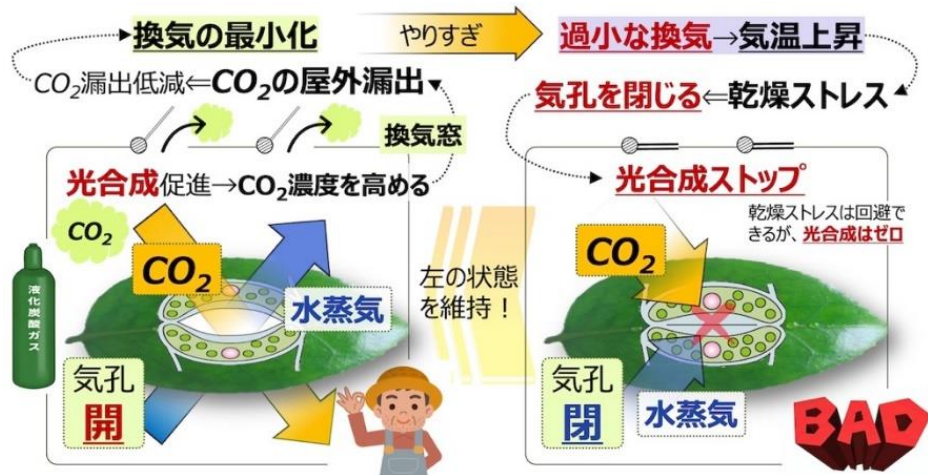 換気の最小化
やりすぎ
過小な換気→気温上昇
CO2漏出低減⇐CO2の屋外漏出
気孔を閉じる⇐乾燥ストレス
換気窓
光合成促進→CO2濃度を高める
光合成ストップ
乾燥ストレスは回避で
きるが、光合成はゼロ
CO2
液化炭酸ガス
CO2
水蒸気
気孔
開
左の状態
を維持！
CO2
気孔
閉
水蒸気
BAD